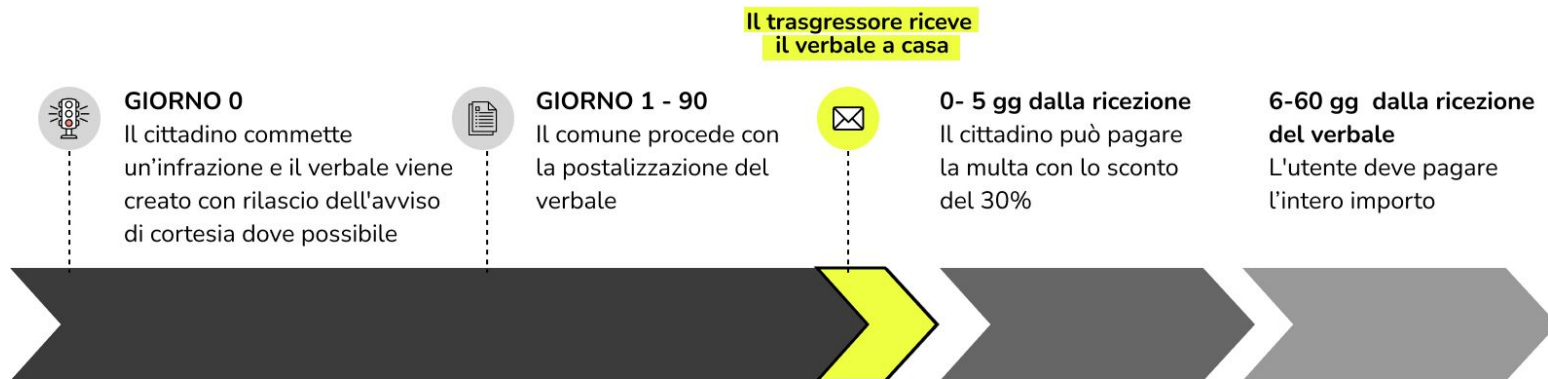 Il trasgressore riceve
il verbale a casa
GIORNO 0
Il cittadino commette
un’infrazione e il verbale viene
creato con rilascio dell'avviso
di cortesia dove possibile
GIORNO 1 - 90
Il comune procede con
la postalizzazione del
verbale
0- 5 gg dalla ricezione
Il cittadino può pagare
la multa con lo sconto
del 30%
6-60 gg  dalla ricezione
del verbale
L'utente deve pagare
l’intero importo